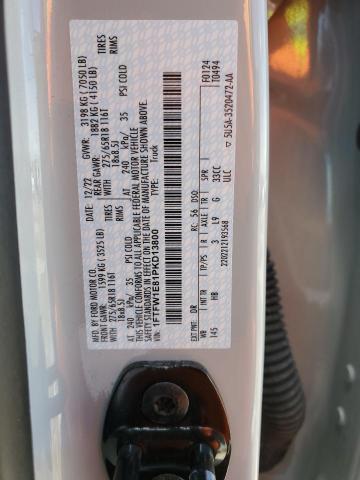 MFD. BY FORD MOTOR CO.
DATE: 12/22 GVWR: 3198 KG ( 7050 LB)
FRONT GAWR: 1599 KG ( 3525 LB) REAR GAWR: 1882 KG ( 4150 LB)
WITH 275/65R18 116T TIRES WITH 275/65R18 116T TIRES
18x8.5J RIMS 18x8.5J RIMS
AT 240 kPa/ 35 PSI COLD AT 240 kPa/ 35 PSI COLD
THIS VEHICLE CONFORMS TO ALL APPLICABLE FEDERAL MOTOR VEHICLE SAFETY STANDARDS IN EFFECT ON THE DATE OF MANUFACTURE SHOWN ABOVE.
VIN: 1FTFW1E81PKD13800
TYPE: Truck
F0124
T0494
EXT PNT: RC: 56 DSO:
WB INT TR TP/PS R AXLE TR SPR
145 HB 3 L9 G 33CC
ULC
220212193568
5U5A-3520472-AA